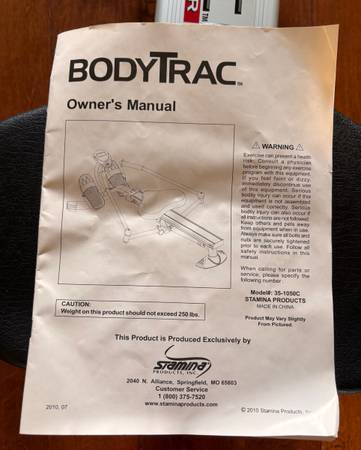 R
TM
BODYTRAC
TM
Owner's Manual
WARNING
Exercise can present a health
risk. Consult a physician
before beginning any exercise
program with this equipment.
If you feel faint or dizzy,
immediately discontinue use
of this equipment. Serious
bodily injury can occur if this
equipment is not assembled
and used correctly. Serious
bodily injury can also occur if
all instructions are not followed.
Keep others and pets away
from equipment when in use.
Always make sure all bolts and
nuts are securely tightened
prior to each use. Follow all
safety instructions in this
manual.
When calling for parts or
service, please specify the
following number.
Model#: 35-1050C
STAMINA PRODUCTS
MADE IN CHINA
Product May Vary Slightly
From Pictured.
CAUTION:
Weight on this product should not exceed 250 lbs.
This Product is Produced Exclusively by
Stamina
PRODUCTS, INC.
2040 N. Alliance, Springfield, MO 65803
Customer Service
1 (800) 375-7520
www.staminaproducts.com
2010, 07
© 2010 Stamina Products,